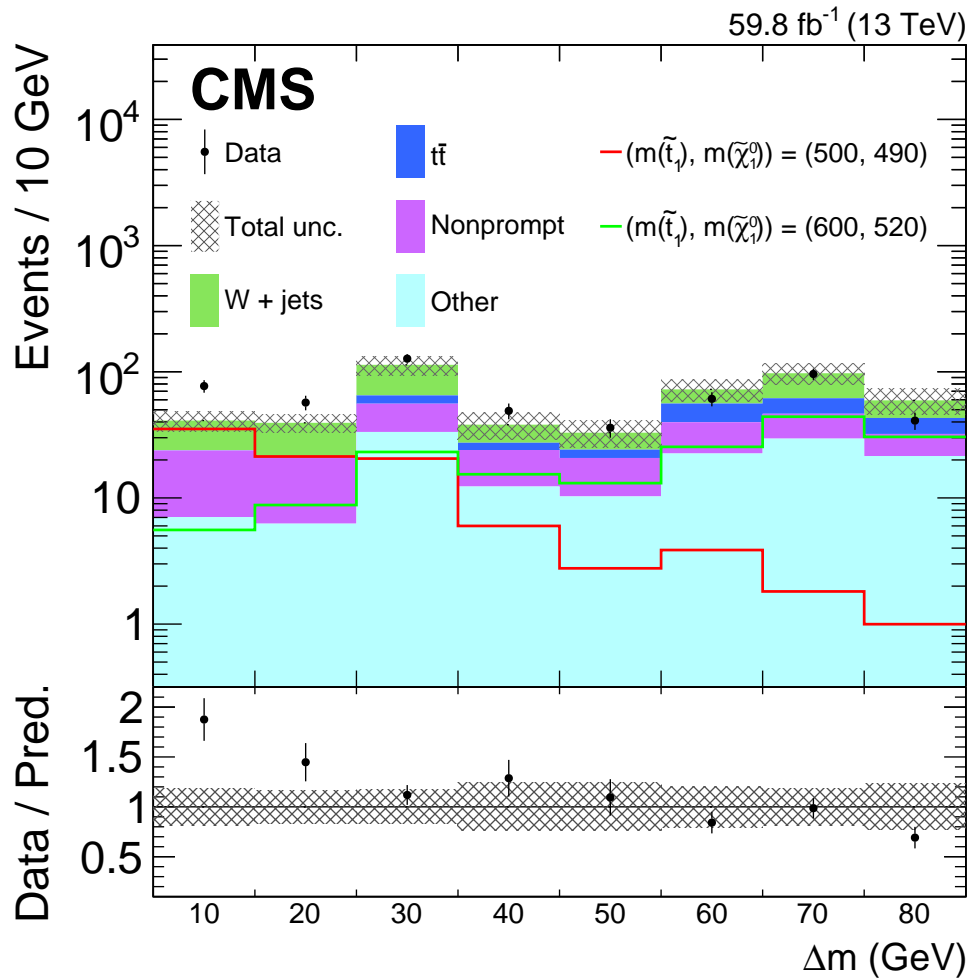 59.8 fb⁻¹ (13 TeV)
CMS
Data
tt̄
(m(t̃₁), m(χ̃₁⁰)) = (500, 490)
Total unc.
Nonprompt
(m(t̃₁), m(χ̃₁⁰)) = (600, 520)
W + jets
Other
Events / 10 GeV
10⁴
10³
10²
10
1
Data / Pred.
2
1.5
1
0.5
10 20 30 40 50 60 70 80
Δm (GeV)